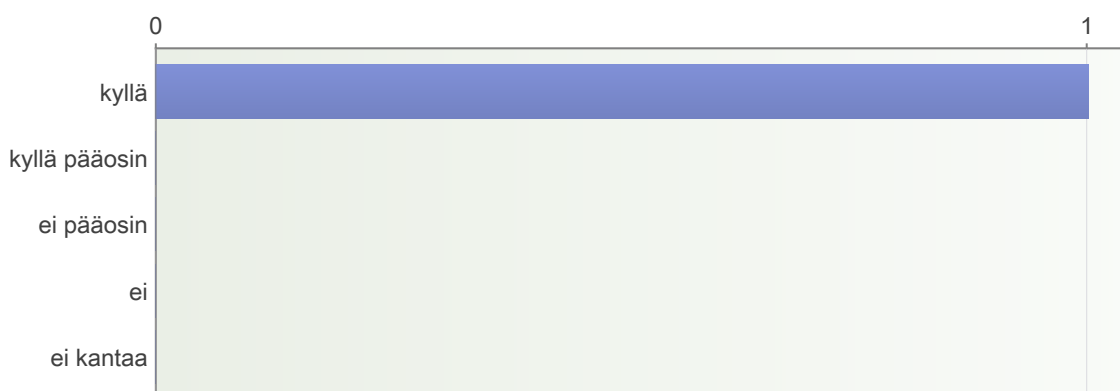 0 1
kyllä
kyllä pääosin
ei pääosin
ei
ei kantaa